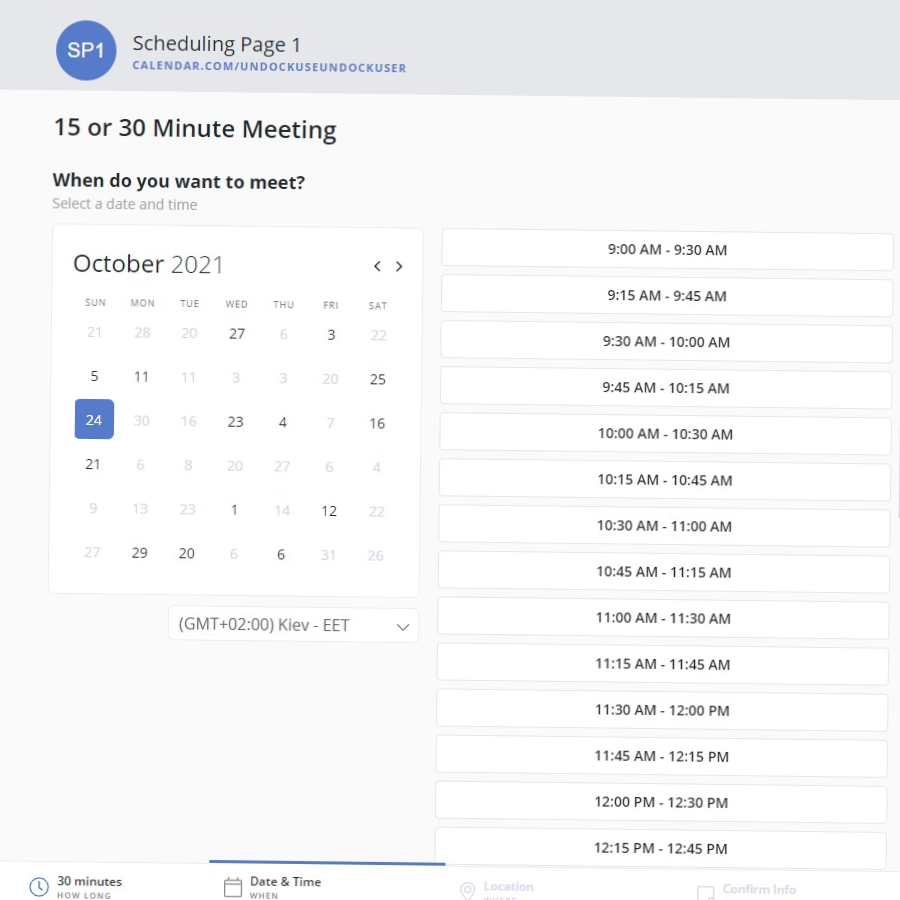 SP1
Scheduling Page 1
CALENDAR.COM/UNDOCKUSEUNDOCKUSER
15 or 30 Minute Meeting
When do you want to meet?
Select a date and time
October 2021
SUN MON TUE WED THU FRI SAT
21 28 20 27 6 3 22
5 11 11 3 3 20 25
24 30 16 23 4 7 16
21 6 8 20 27 6 4
9 13 23 1 14 12 22
27 29 20 6 6 31 26
(GMT+02:00) Kiev - EET
9:00 AM - 9:30 AM
9:15 AM - 9:45 AM
9:30 AM - 10:00 AM
9:45 AM - 10:15 AM
10:00 AM - 10:30 AM
10:15 AM - 10:45 AM
10:30 AM - 11:00 AM
10:45 AM - 11:15 AM
11:00 AM - 11:30 AM
11:15 AM - 11:45 AM
11:30 AM - 12:00 PM
11:45 AM - 12:15 PM
12:00 PM - 12:30 PM
12:15 PM - 12:45 PM
30 minutes
HOW LONG
Date & Time
WHEN
Location
Confirm Info